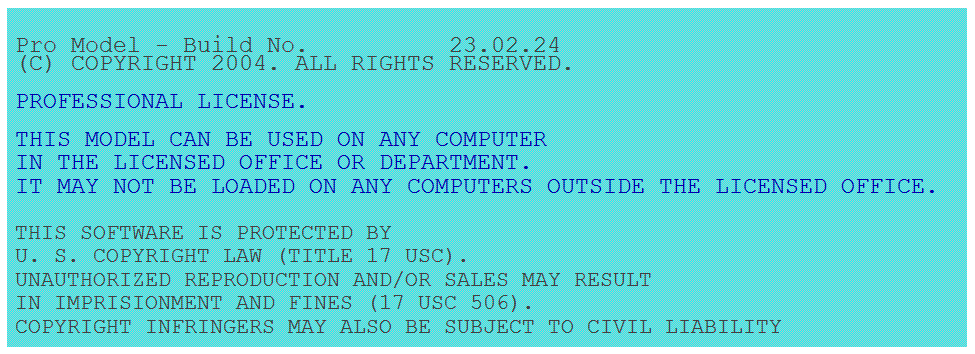 Pro Model - Build No. 23.02.24
(C) COPYRIGHT 2004. ALL RIGHTS RESERVED.
PROFESSIONAL LICENSE.
THIS MODEL CAN BE USED ON ANY COMPUTER
IN THE LICENSED OFFICE OR DEPARTMENT.
IT MAY NOT BE LOADED ON ANY COMPUTERS OUTSIDE THE LICENSED OFFICE.
THIS SOFTWARE IS PROTECTED BY
U. S. COPYRIGHT LAW (TITLE 17 USC).
UNAUTHORIZED REPRODUCTION AND/OR SALES MAY RESULT
IN IMPRISIONMENT AND FINES (17 USC 506).
COPYRIGHT INFRINGERS MAY ALSO BE SUBJECT TO CIVIL LIABILITY